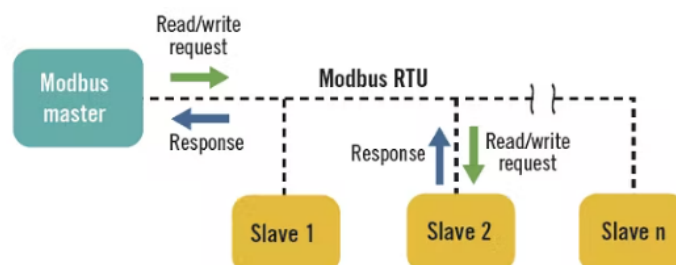 Read/write
request
Modbus
master
Modbus RTU
Response
Response
Read/write
request
Slave 1
Slave 2
Slave n